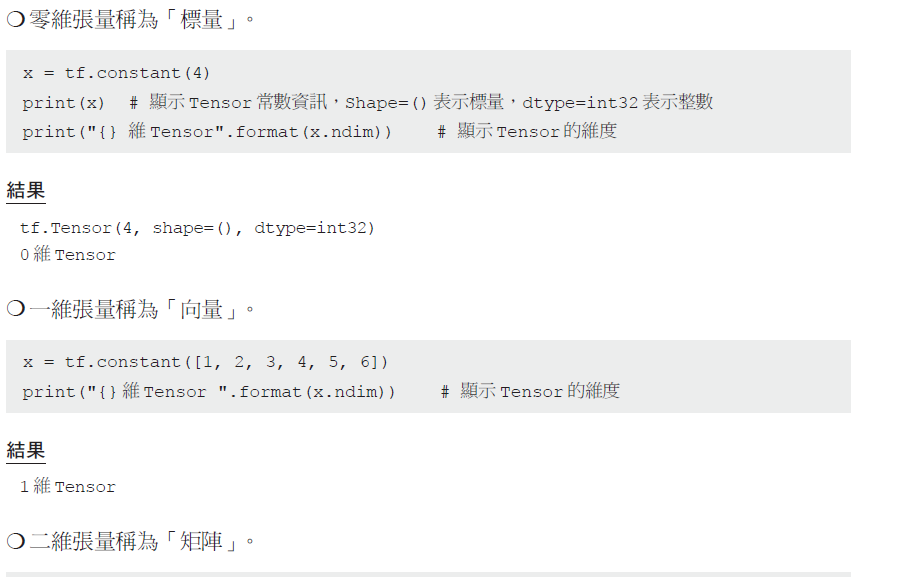 ❍ 零維張量稱為「標量」。
x = tf.constant(4)
print(x)  # 顯示 Tensor 常數資訊，Shape=() 表示標量，dtype=int32 表示整數
print("{} 維 Tensor".format(x.ndim))    # 顯示 Tensor 的維度
結果
tf.Tensor(4, shape=(), dtype=int32)
0 維 Tensor
❍ 一維張量稱為「向量」。
x = tf.constant([1, 2, 3, 4, 5, 6])
print("{} 維 Tensor ".format(x.ndim))    # 顯示 Tensor 的維度
結果
1 維 Tensor
❍ 二維張量稱為「矩陣」。